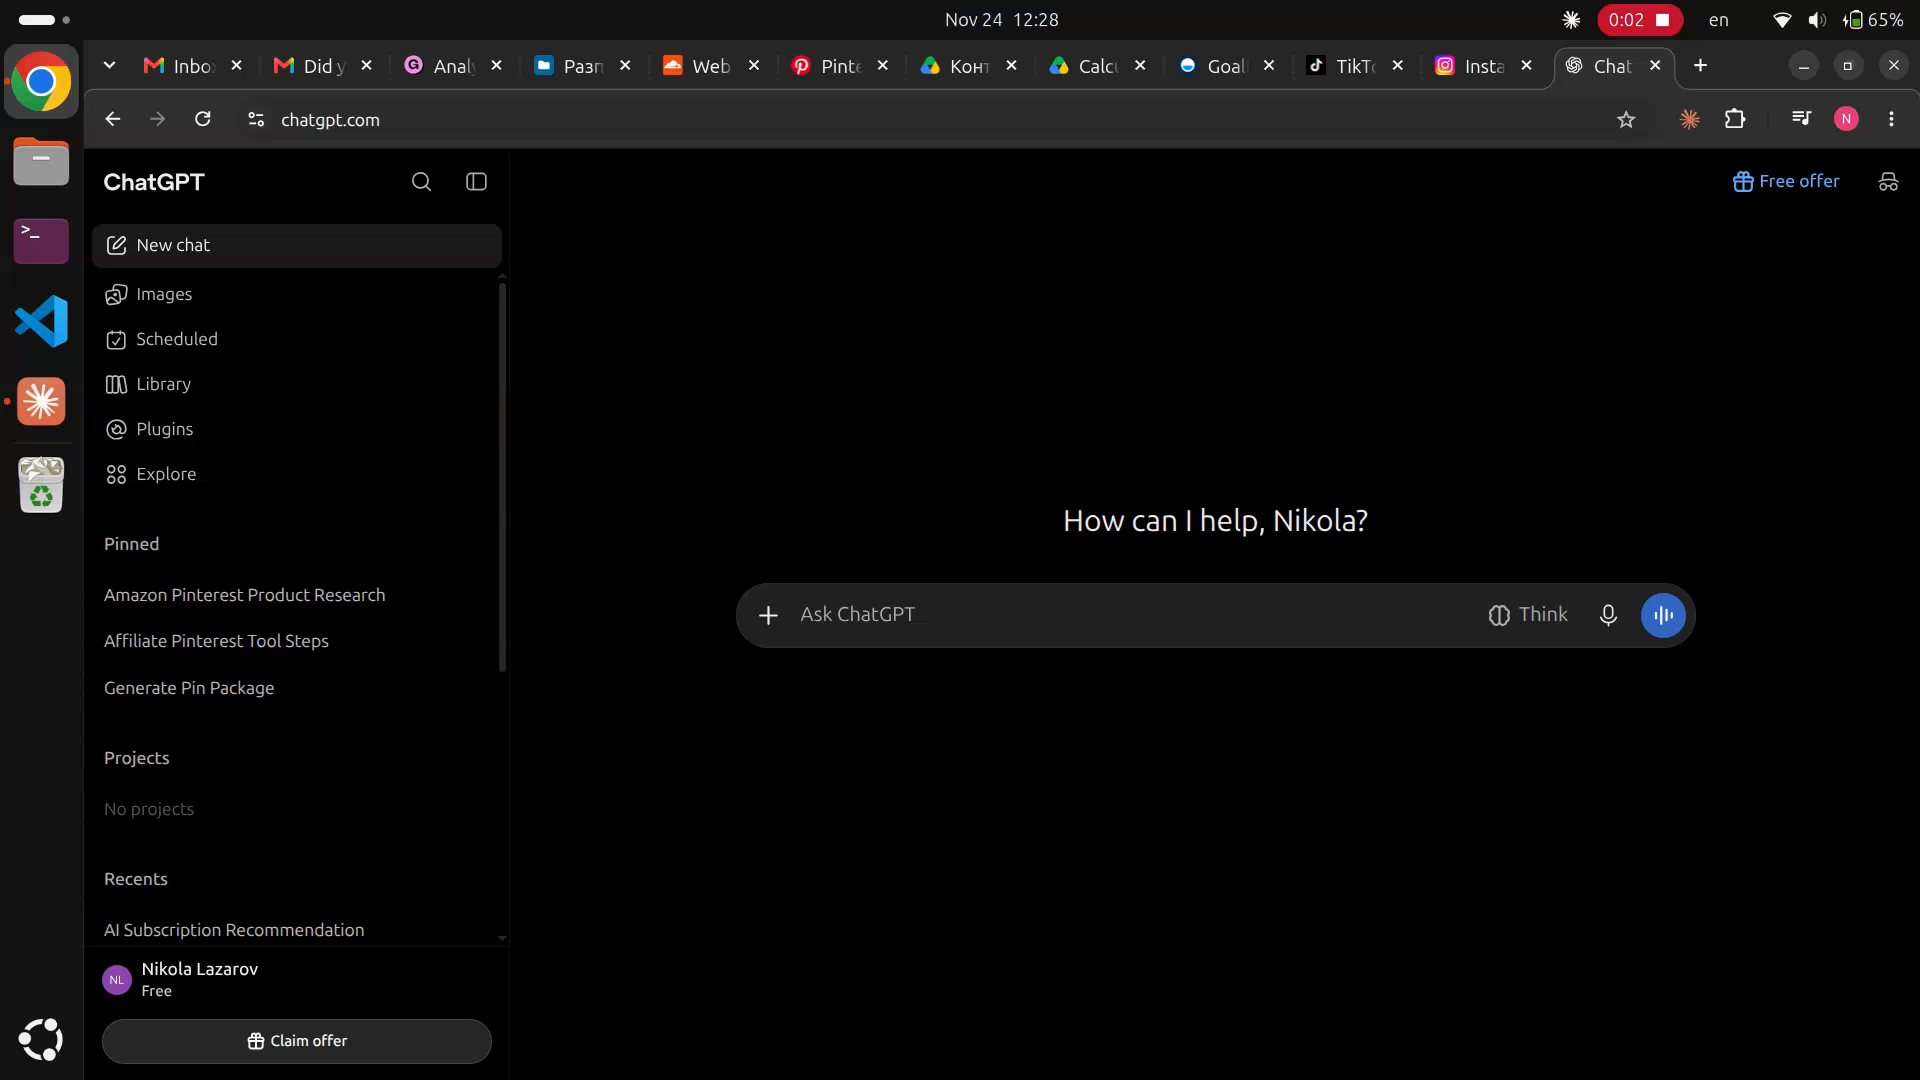 Nov 24 12:28
0:02
en
65%
Inbo
Did y
Anal
Разп
Web
Pinte
Конт
Calcu
Goal
TikTo
Insta
Chat
chatgpt.com
N
ChatGPT
Free offer
New chat
Images
Scheduled
Library
Plugins
Explore
Pinned
Amazon Pinterest Product Research
Affiliate Pinterest Tool Steps
Generate Pin Package
Projects
No projects
Recents
AI Subscription Recommendation
NL
Nikola Lazarov
Free
Claim offer
How can I help, Nikola?
Ask ChatGPT
Think